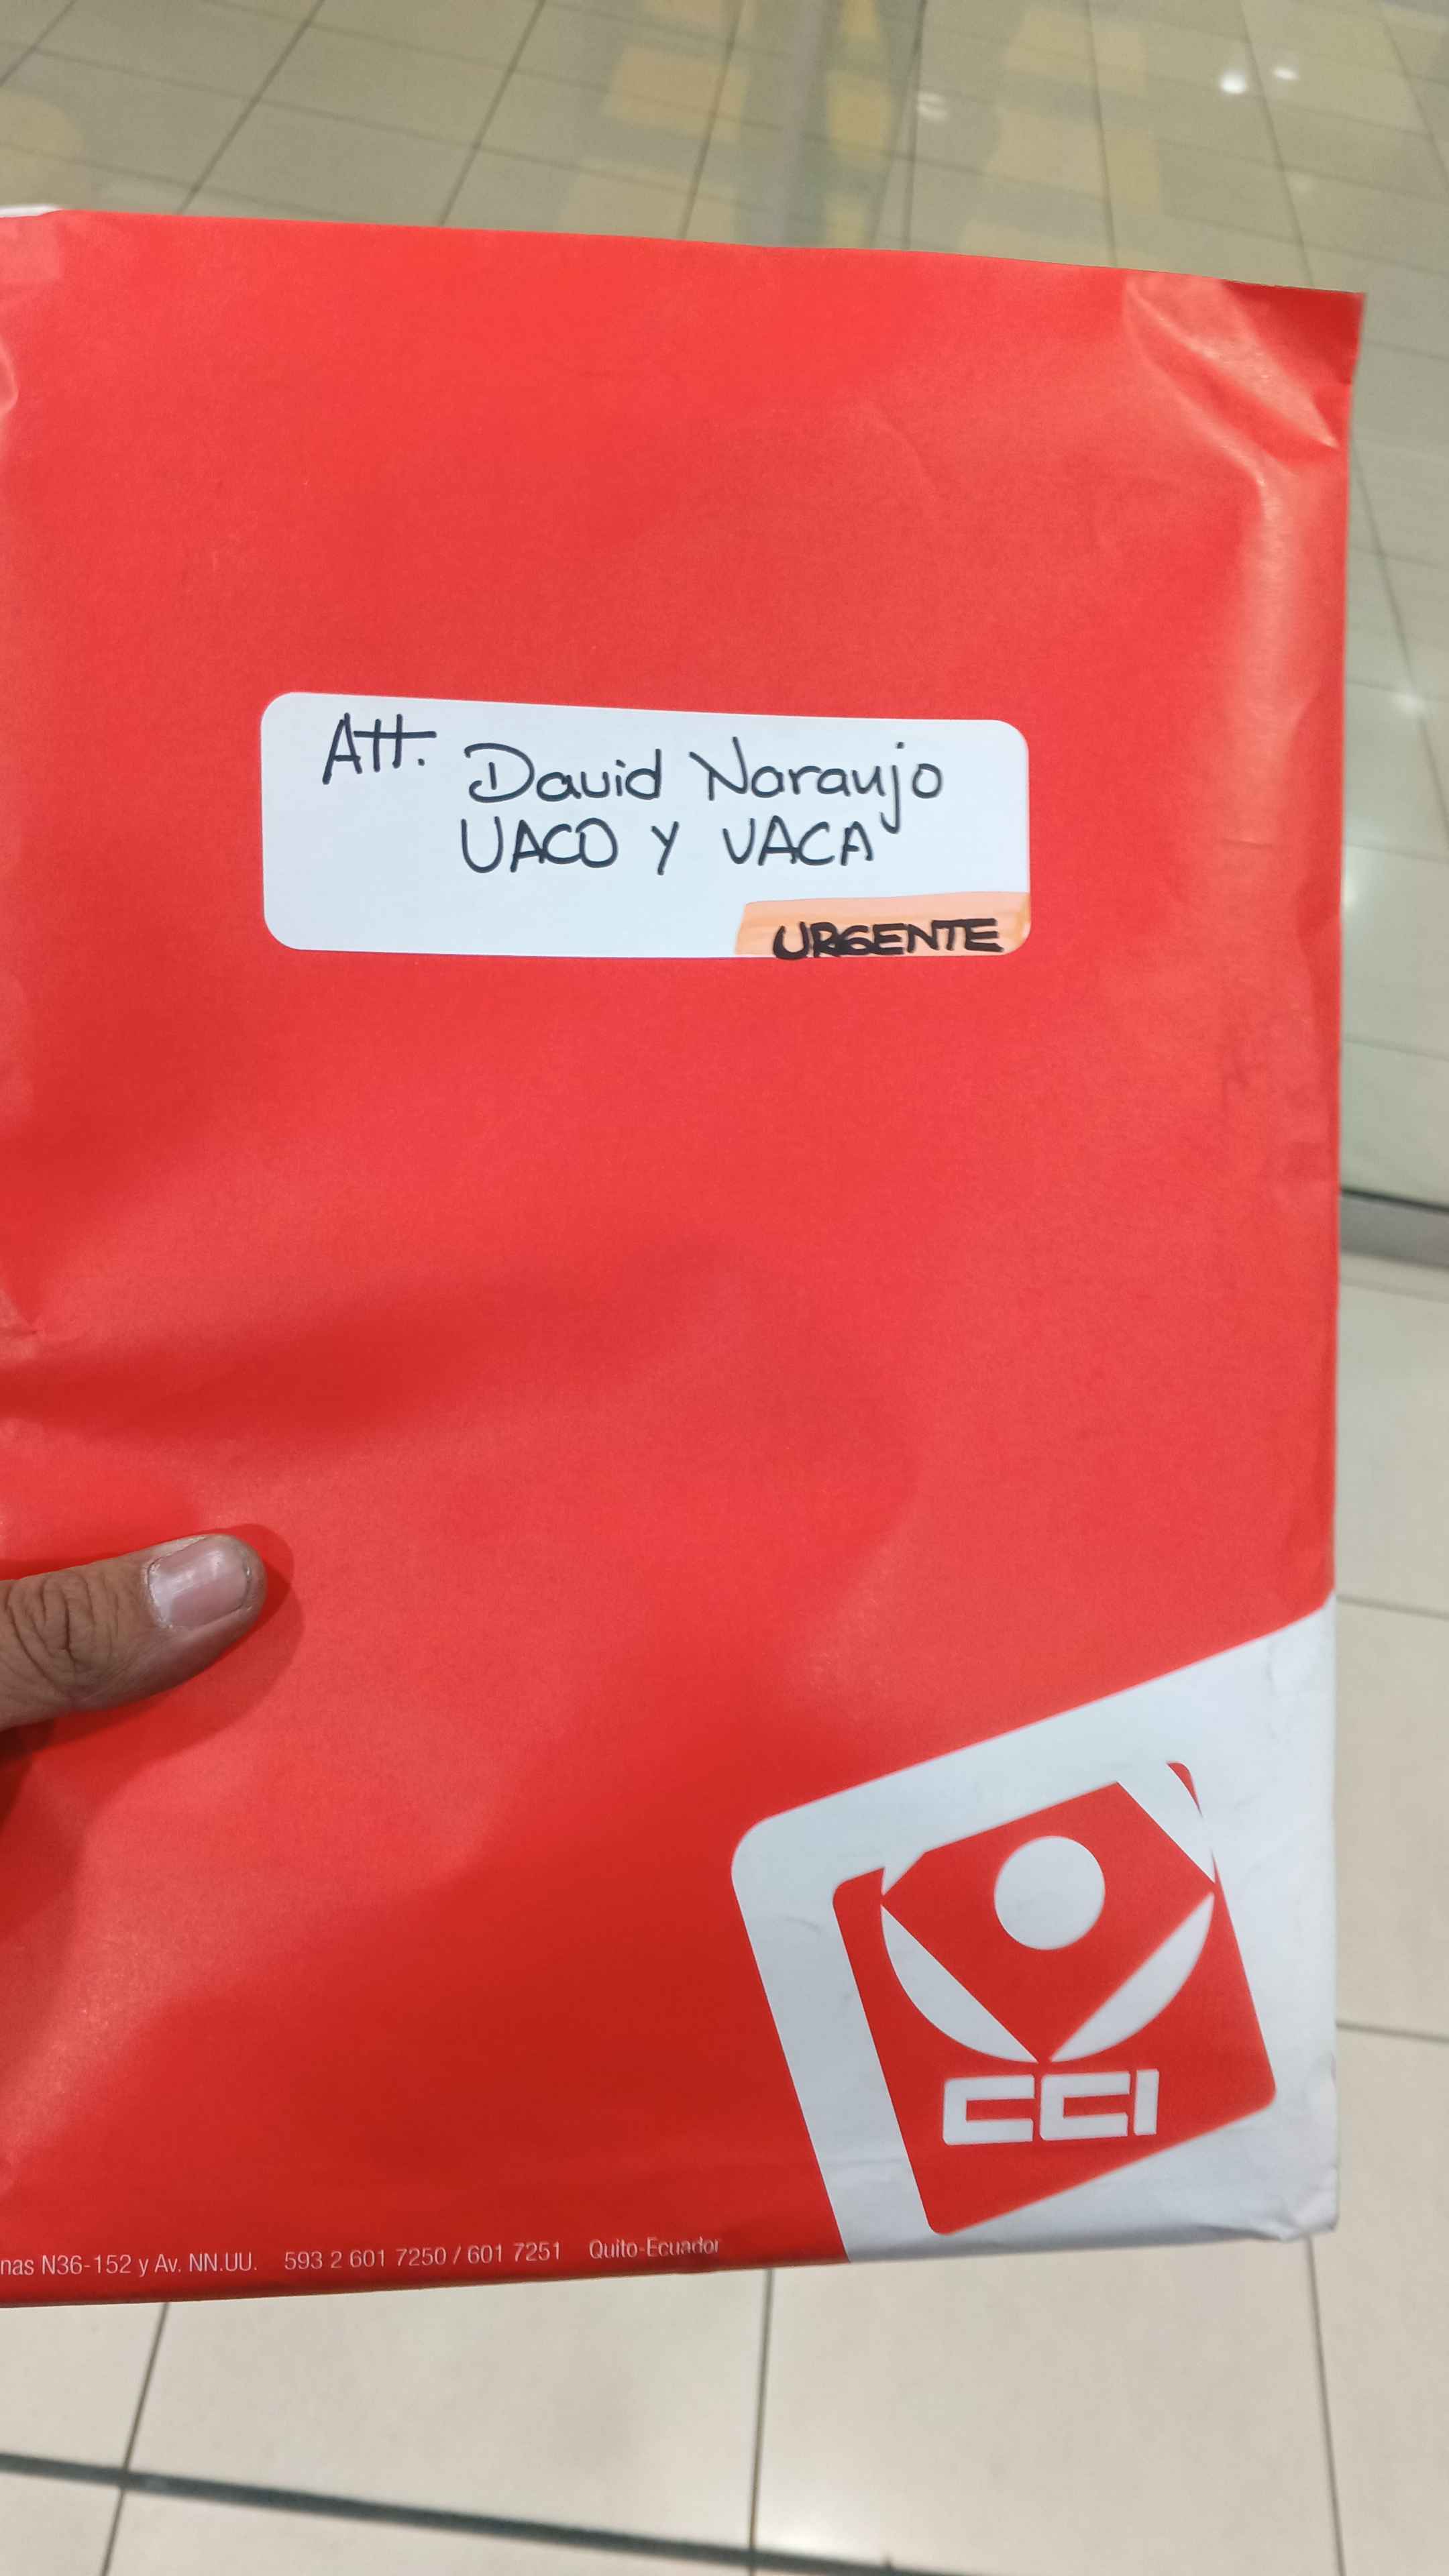 Att. David Naranjo
VACO Y VACA
URGENTE
CCI
nas N36-152 y Av. NN.UU. 593 2 601 7250 / 601 7251 Quito-Ecuador